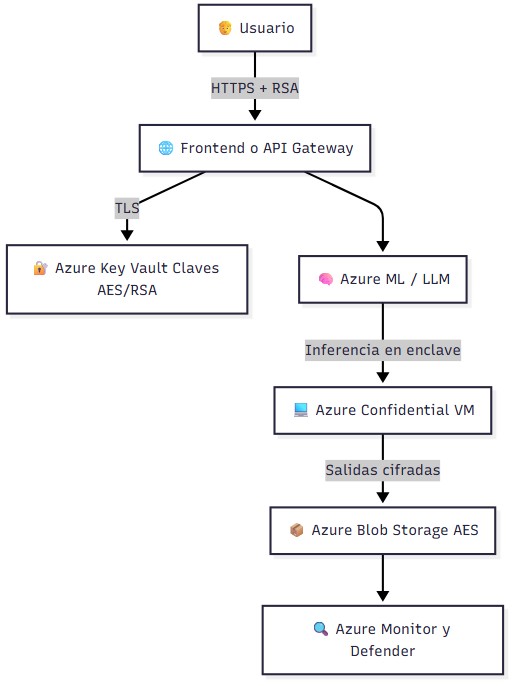 Usuario
HTTPS + RSA
Frontend o API Gateway
TLS
Azure Key Vault Claves
AES/RSA
Azure ML / LLM
Inferencia en enclave
Azure Confidential VM
Salidas cifradas
Azure Blob Storage AES
Azure Monitor y
Defender